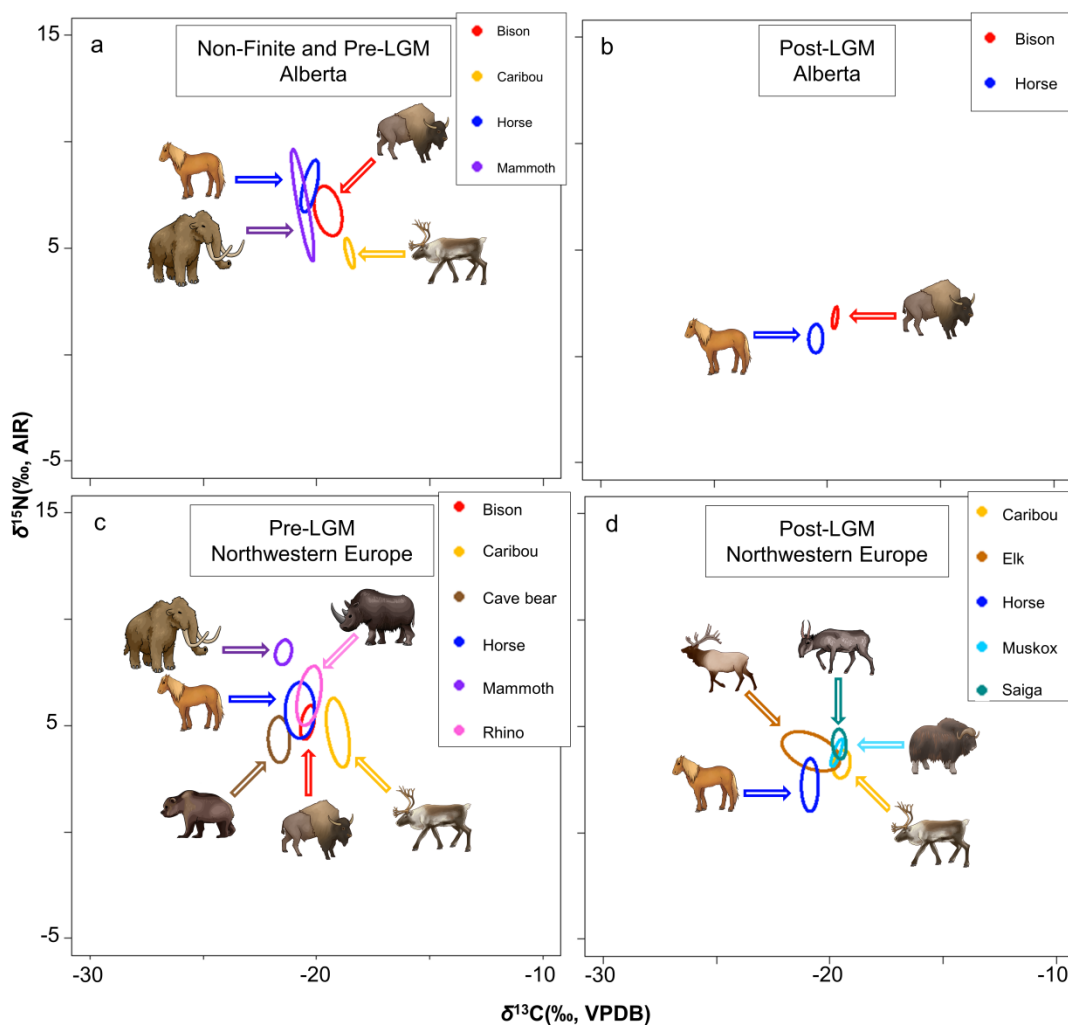 a
Non-Finite and Pre-LGM
Alberta
Bison
Caribou
Horse
Mammoth
15
5
-5
b
Post-LGM
Alberta
Bison
Horse
δ¹⁵N(‰, AIR)
c
Pre-LGM
Northwestern Europe
Bison
Caribou
Cave bear
Horse
Mammoth
Rhino
15
5
-5
-30
-20
-10
d
Post-LGM
Northwestern Europe
Caribou
Elk
Horse
Muskox
Saiga
-30
-20
-10
δ¹³C(‰, VPDB)